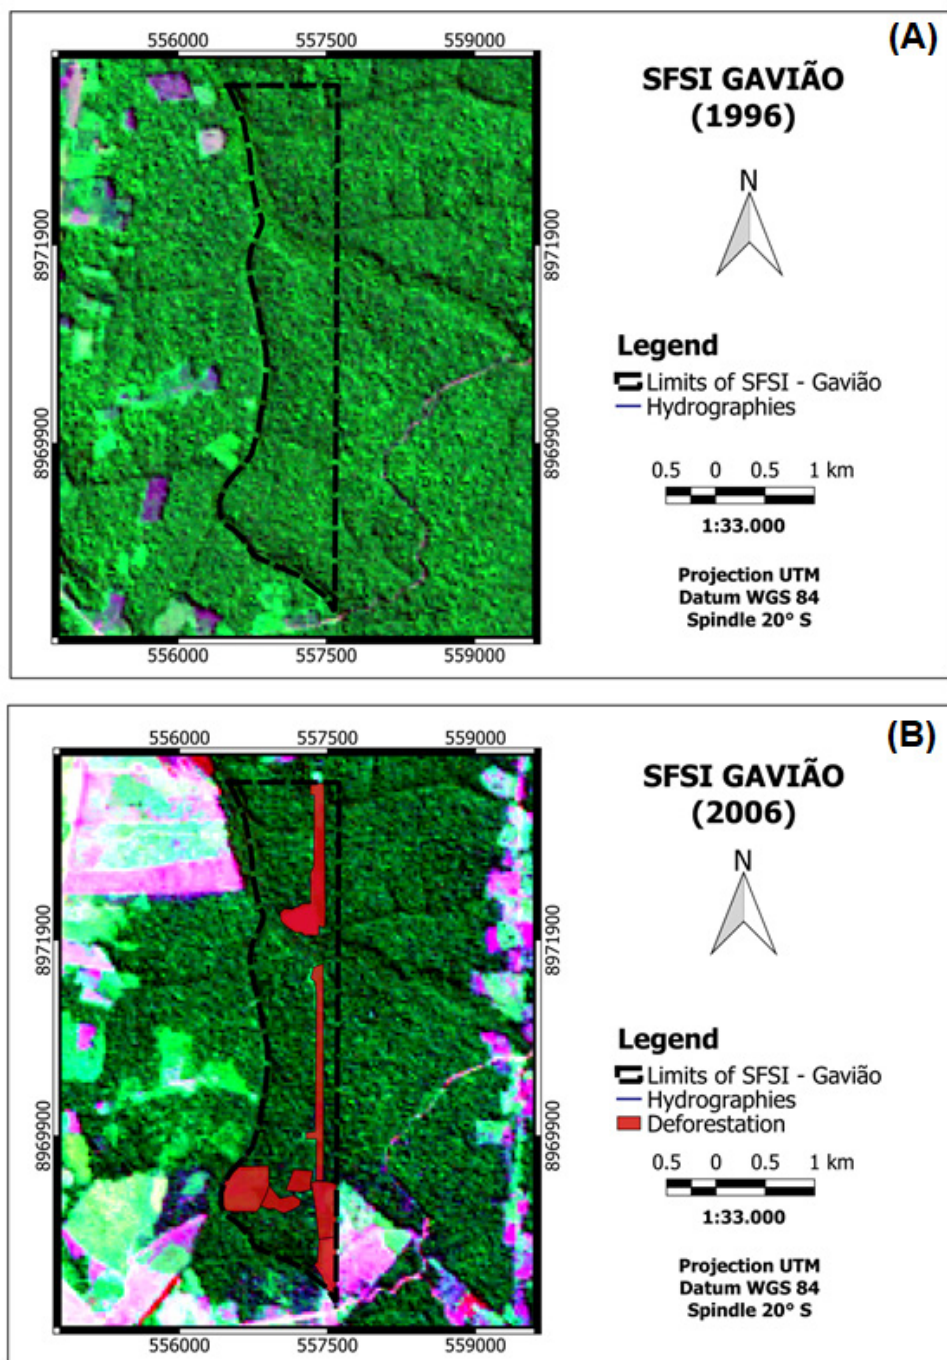 (A)
SFSI GAVIÃO
(1996)
556000 557500 559000
N
8971900 8971900
8969900 8969900
Legend
Limits of SFSI - Gavião
Hydrographies
0.5 0 0.5 1 km
1:33.000
Projection UTM
Datum WGS 84
Spindle 20° S
556000 557500 559000
(B)
SFSI GAVIÃO
(2006)
556000 557500 559000
N
8971900 8971900
8969900 8969900
Legend
Limits of SFSI - Gavião
Hydrographies
Deforestation
0.5 0 0.5 1 km
1:33.000
Projection UTM
Datum WGS 84
Spindle 20° S
556000 557500 559000